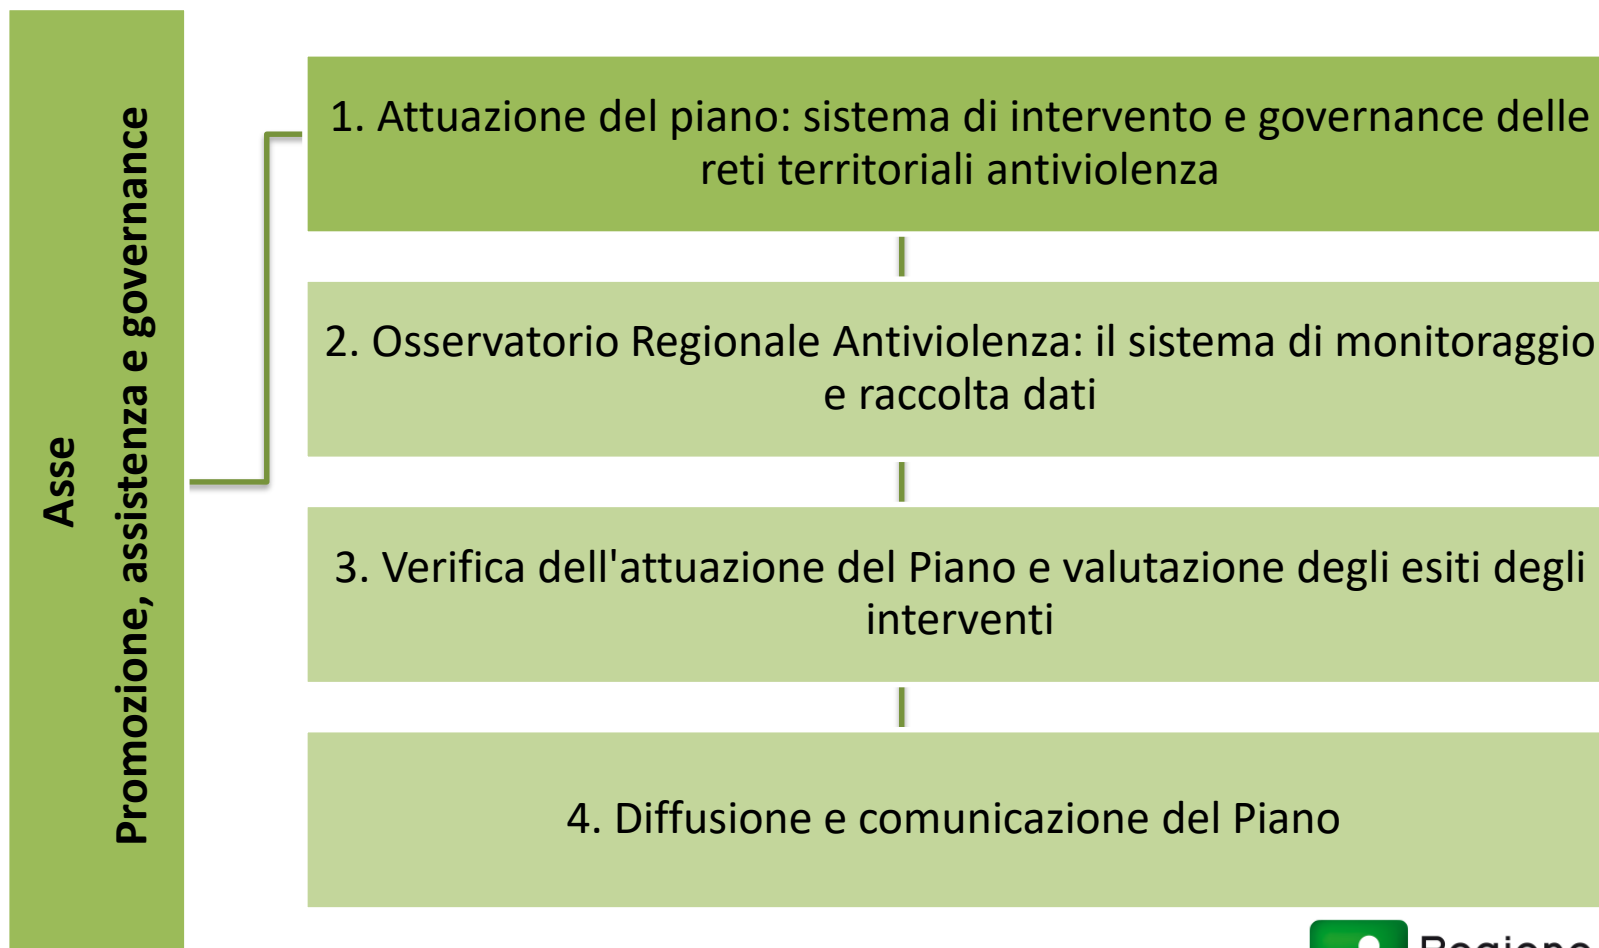 Asse
Promozione, assistenza e governance
1. Attuazione del piano: sistema di intervento e governance delle
reti territoriali antiviolenza
2. Osservatorio Regionale Antiviolenza: il sistema di monitoraggio
e raccolta dati
3. Verifica dell'attuazione del Piano e valutazione degli esiti degli
interventi
4. Diffusione e comunicazione del Piano
Regione